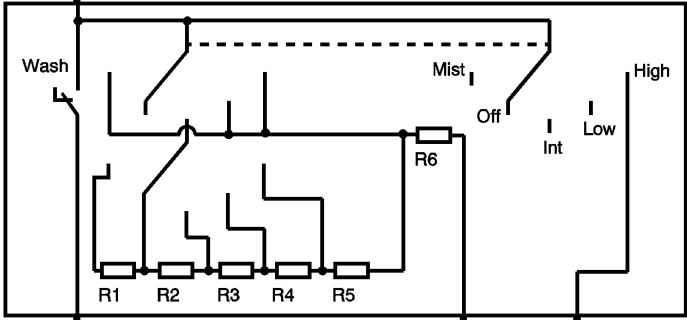 Wash
Mist
High
Off
Low
Int
R6
R1 R2 R3 R4 R5